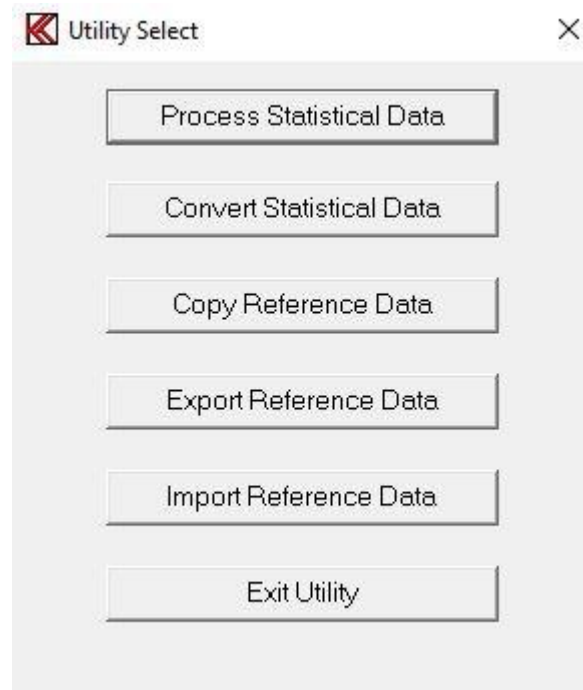 Utility Select
Process Statistical Data
Convert Statistical Data
Copy Reference Data
Export Reference Data
Import Reference Data
Exit Utility